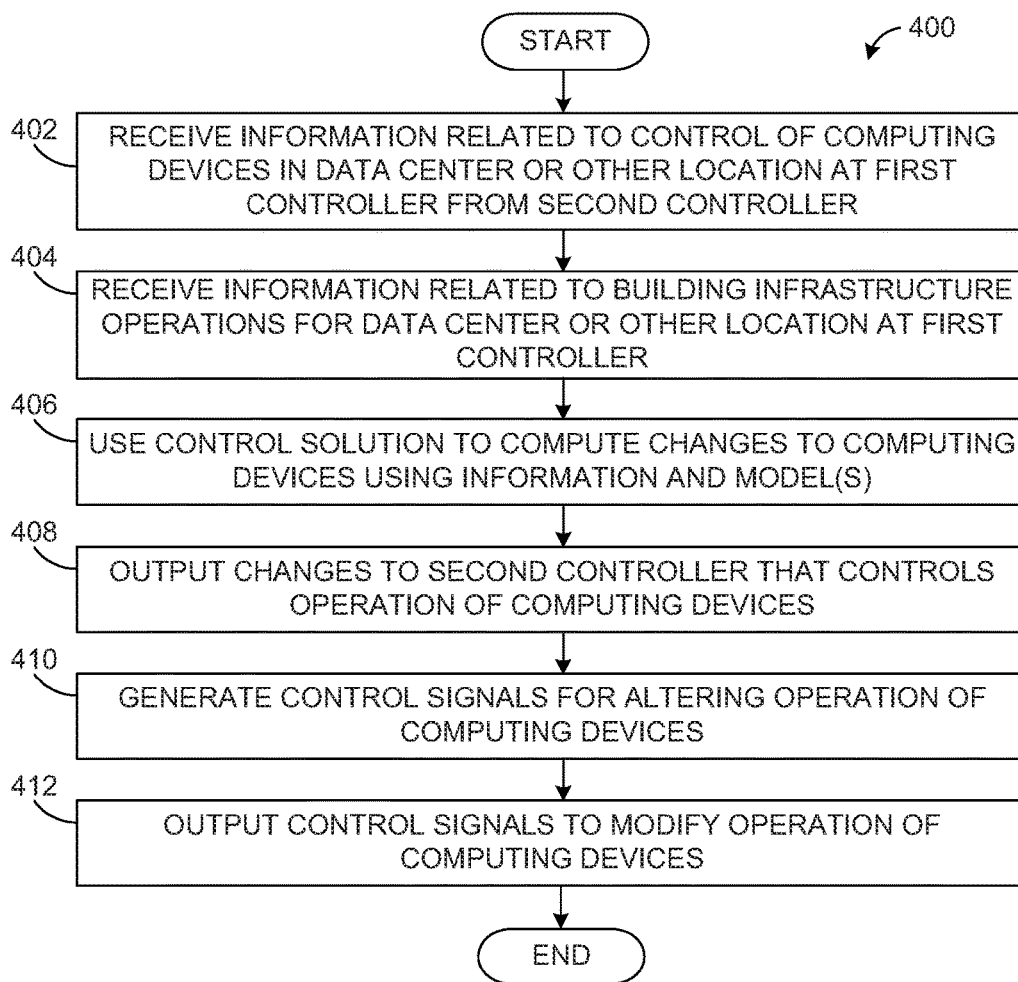 START
400
402
RECEIVE INFORMATION RELATED TO CONTROL OF COMPUTING
DEVICES IN DATA CENTER OR OTHER LOCATION AT FIRST
CONTROLLER FROM SECOND CONTROLLER
404
RECEIVE INFORMATION RELATED TO BUILDING INFRASTRUCTURE
OPERATIONS FOR DATA CENTER OR OTHER LOCATION AT FIRST
CONTROLLER
406
USE CONTROL SOLUTION TO COMPUTE CHANGES TO COMPUTING
DEVICES USING INFORMATION AND MODEL(S)
408
OUTPUT CHANGES TO SECOND CONTROLLER THAT CONTROLS
OPERATION OF COMPUTING DEVICES
410
GENERATE CONTROL SIGNALS FOR ALTERING OPERATION OF
COMPUTING DEVICES
412
OUTPUT CONTROL SIGNALS TO MODIFY OPERATION OF
COMPUTING DEVICES
END